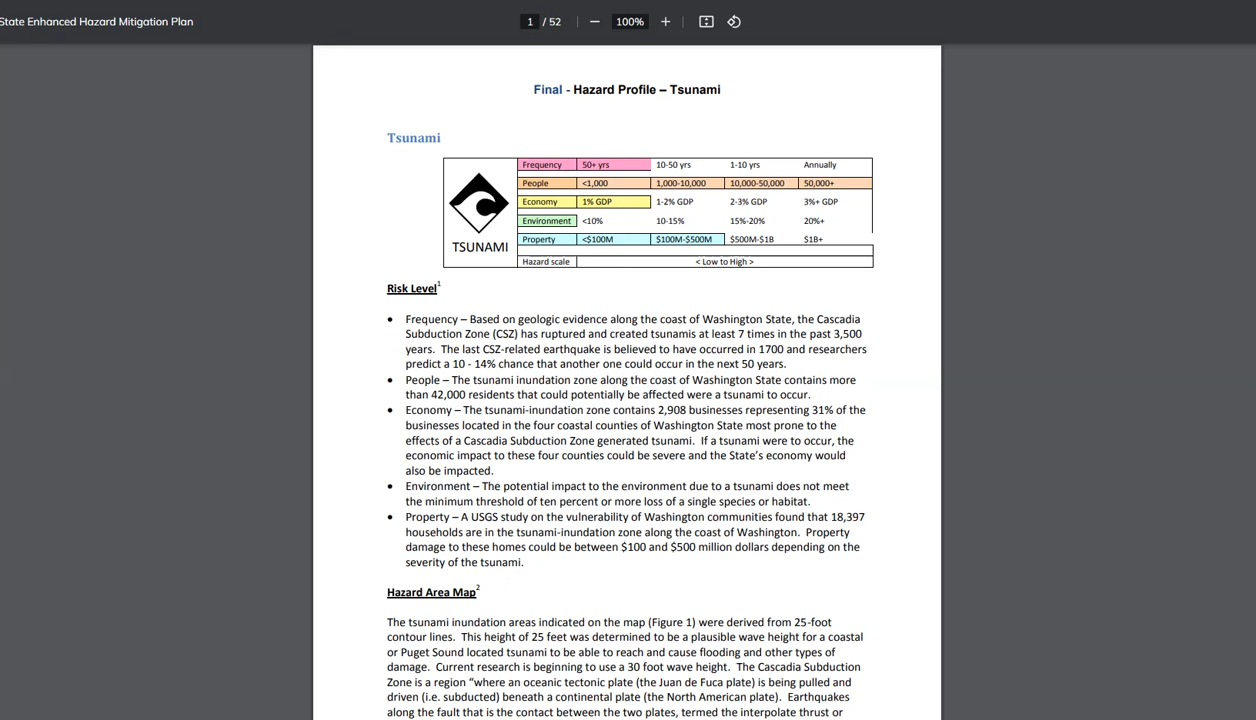 State Enhanced Hazard Mitigation Plan
1 / 52
100%
Final - Hazard Profile – Tsunami
Tsunami
TSUNAMI
Frequency 50+ yrs 10-50 yrs 1-10 yrs Annually
People <1,000 1,000-10,000 10,000-50,000 50,000+
Economy 1% GDP 1-2% GDP 2-3% GDP 3%+ GDP
Environment <10% 10-15% 15%-20% 20%+
Property <$100M $100M-$500M $500M-$1B $1B+
Hazard scale < Low to High >
Risk Level1
• Frequency – Based on geologic evidence along the coast of Washington State, the Cascadia
Subduction Zone (CSZ) has ruptured and created tsunamis at least 7 times in the past 3,500
years. The last CSZ-related earthquake is believed to have occurred in 1700 and researchers
predict a 10 - 14% chance that another one could occur in the next 50 years.
• People – The tsunami inundation zone along the coast of Washington State contains more
than 42,000 residents that could potentially be affected were a tsunami to occur.
• Economy – The tsunami-inundation zone contains 2,908 businesses representing 31% of the
businesses located in the four coastal counties of Washington State most prone to the
effects of a Cascadia Subduction Zone generated tsunami. If a tsunami were to occur, the
economic impact to these four counties could be severe and the State's economy would
also be impacted.
• Environment – The potential impact to the environment due to a tsunami does not meet
the minimum threshold of ten percent or more loss of a single species or habitat.
• Property – A USGS study on the vulnerability of Washington communities found that 18,397
households are in the tsunami-inundation zone along the coast of Washington. Property
damage to these homes could be between $100 and $500 million dollars depending on the
severity of the tsunami.
Hazard Area Map2
The tsunami inundation areas indicated on the map (Figure 1) were derived from 25-foot
contour lines. This height of 25 feet was determined to be a plausible wave height for a coastal
or Puget Sound located tsunami to be able to reach and cause flooding and other types of
damage. Current research is beginning to use a 30 foot wave height. The Cascadia Subduction
Zone is a region "where an oceanic tectonic plate (the Juan de Fuca plate) is being pulled and
driven (i.e. subducted) beneath a continental plate (the North American plate). Earthquakes
along the fault that is the contact between the two plates, termed the interpolate thrust or